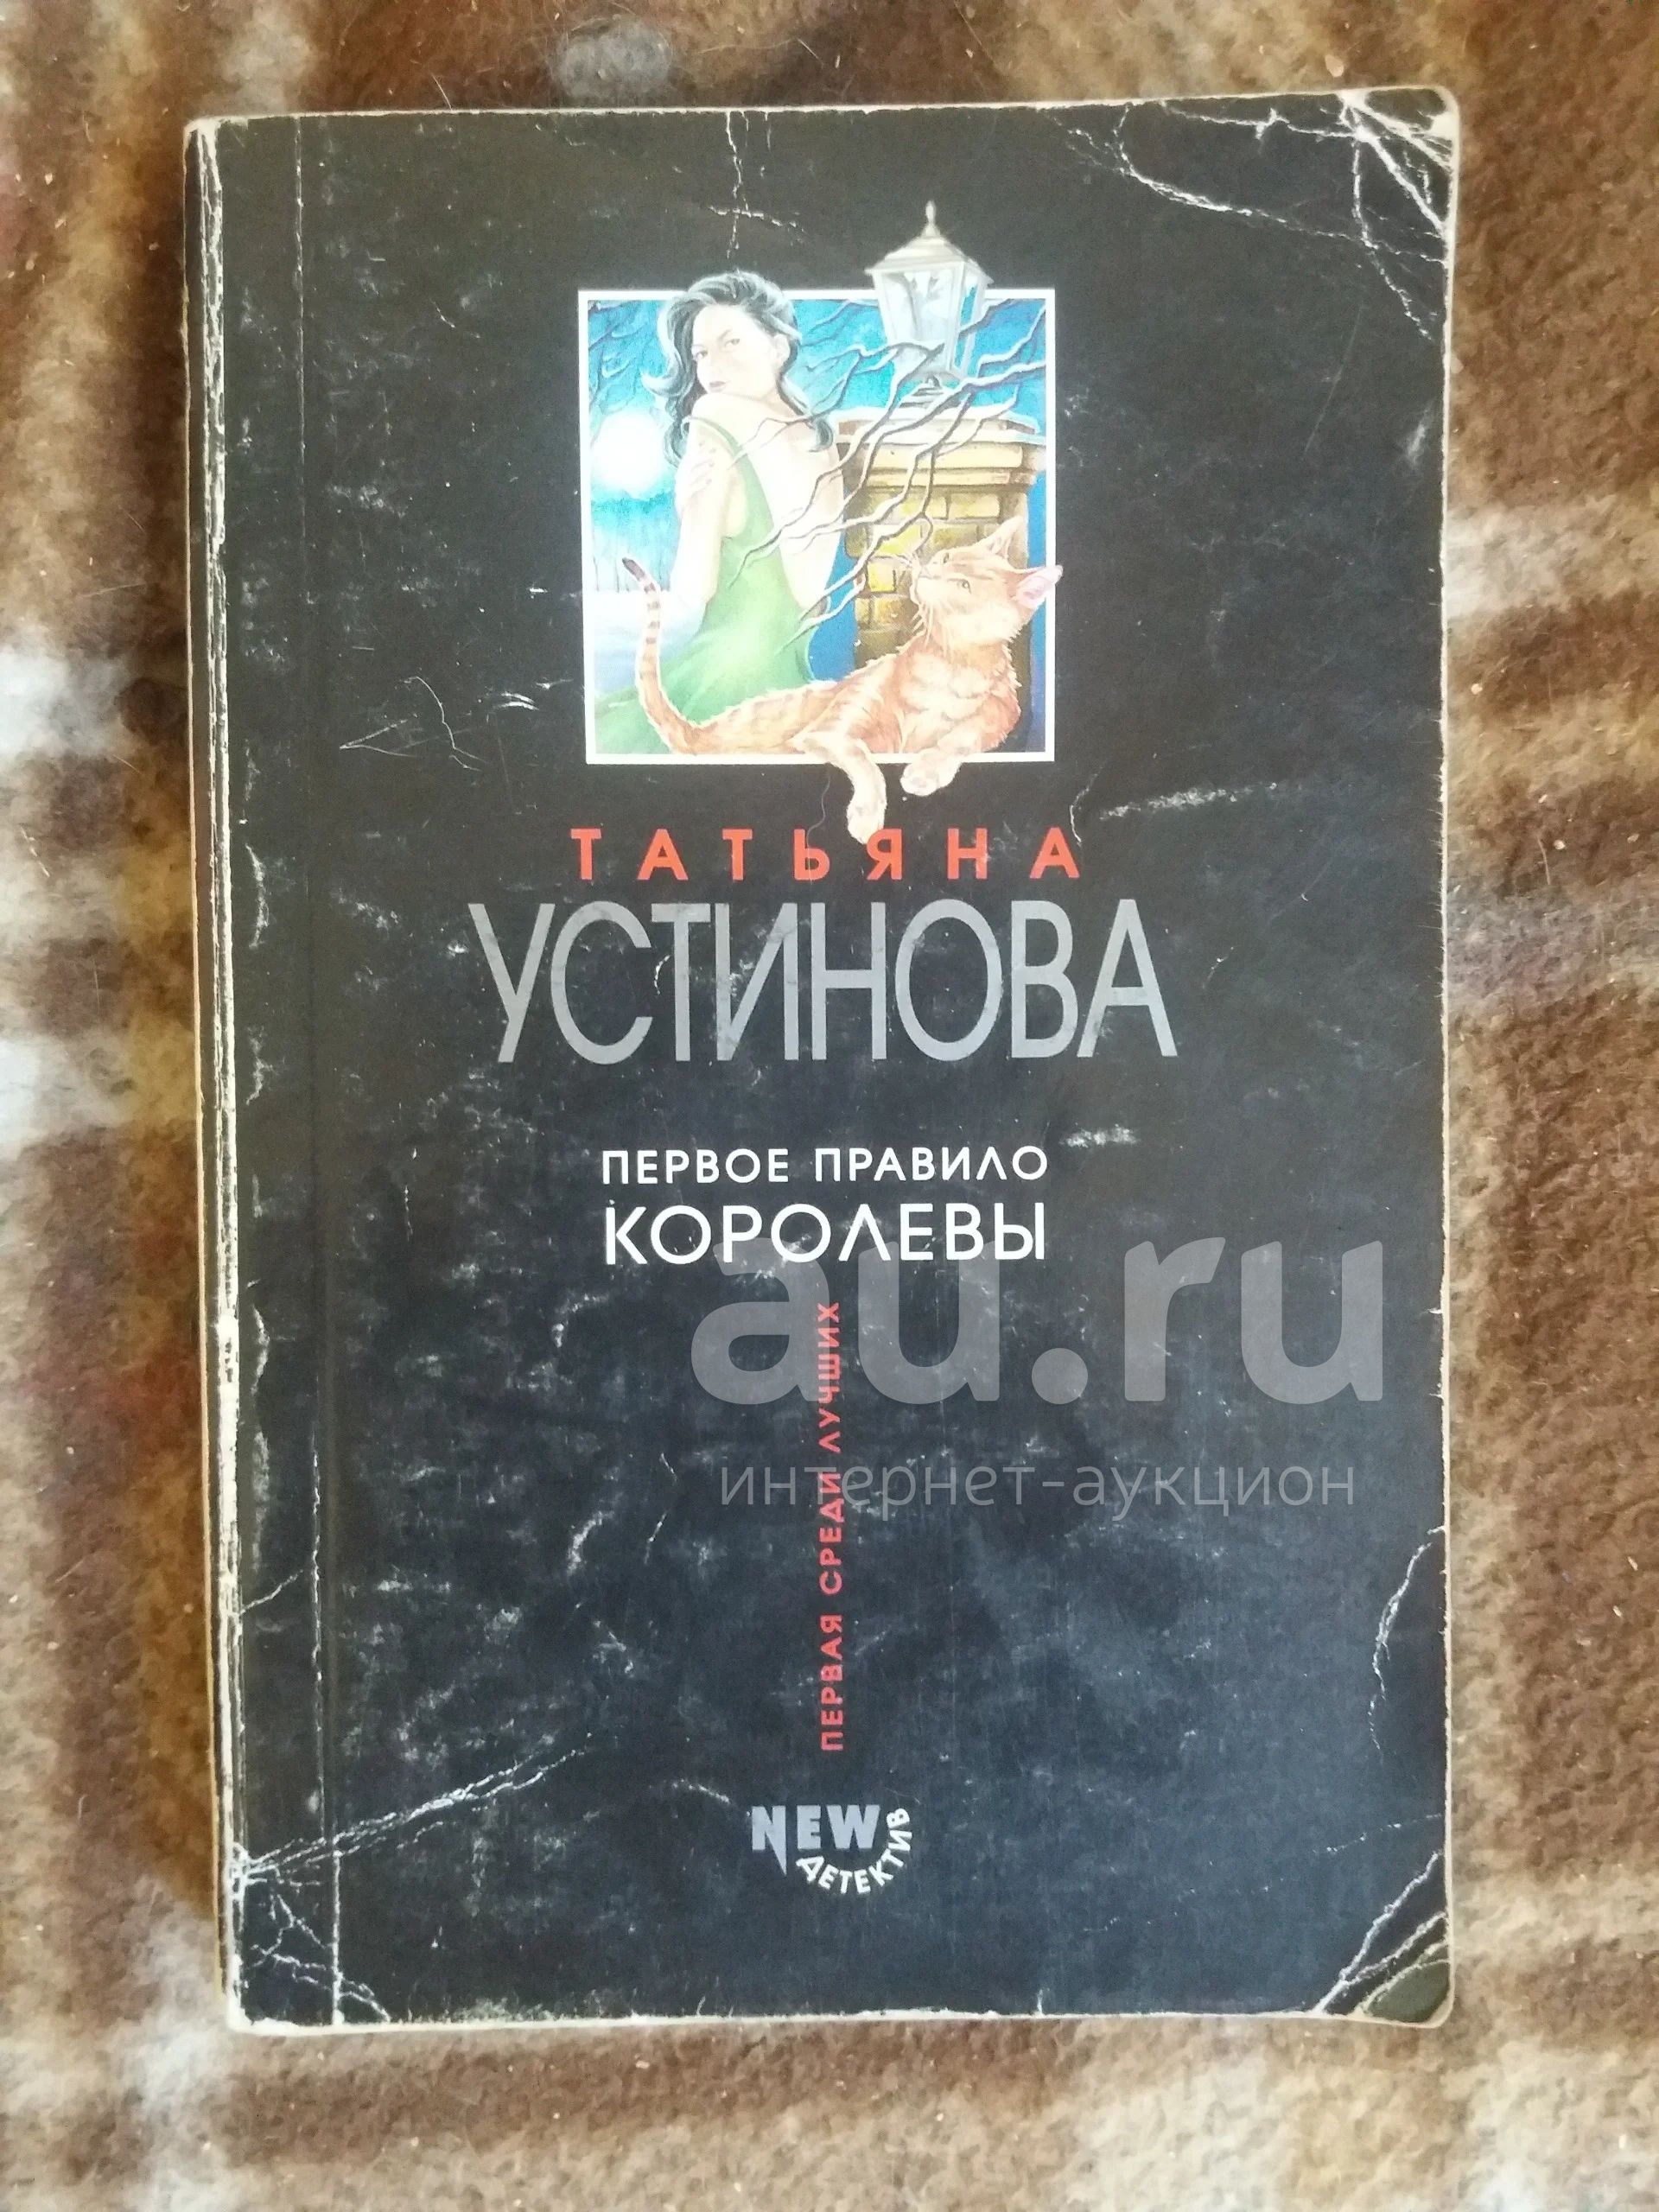 ТАТЬЯНА
УСТИНОВА
ПЕРВОЕ ПРАВИЛО
КОРОЛЕВЫ
au.ru
интернет-аукцион
ПЕРВАЯ СРЕДИ ЛУЧШИХ
NEW
ДЕТЕКТИВ